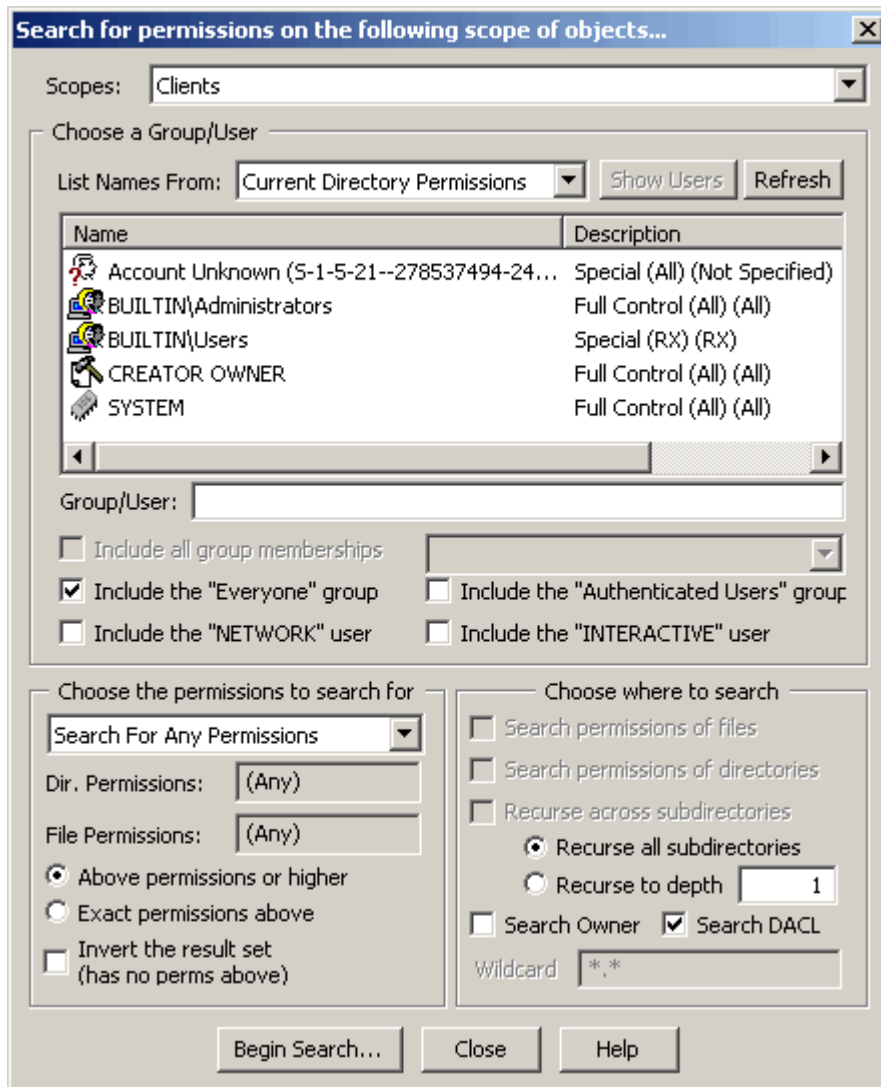 Search for permissions on the following scope of objects...
Scopes: Clients
Choose a Group/User
List Names From: Current Directory Permissions Show Users Refresh
Name Description
Account Unknown (S-1-5-21--278537494-24... Special (All) (Not Specified)
BUILTIN\Administrators Full Control (All) (All)
BUILTIN\Users Special (RX) (RX)
CREATOR OWNER Full Control (All) (All)
SYSTEM Full Control (All) (All)
Group/User:
Include all group memberships
Include the "Everyone" group Include the "Authenticated Users" group
Include the "NETWORK" user Include the "INTERACTIVE" user
Choose the permissions to search for
Search For Any Permissions
Dir. Permissions: (Any)
File Permissions: (Any)
Above permissions or higher
Exact permissions above
Invert the result set
(has no perms above)
Choose where to search
Search permissions of files
Search permissions of directories
Recurse across subdirectories
Recurse all subdirectories
Recurse to depth 1
Search Owner Search DACL
Wildcard *.*
Begin Search... Close Help